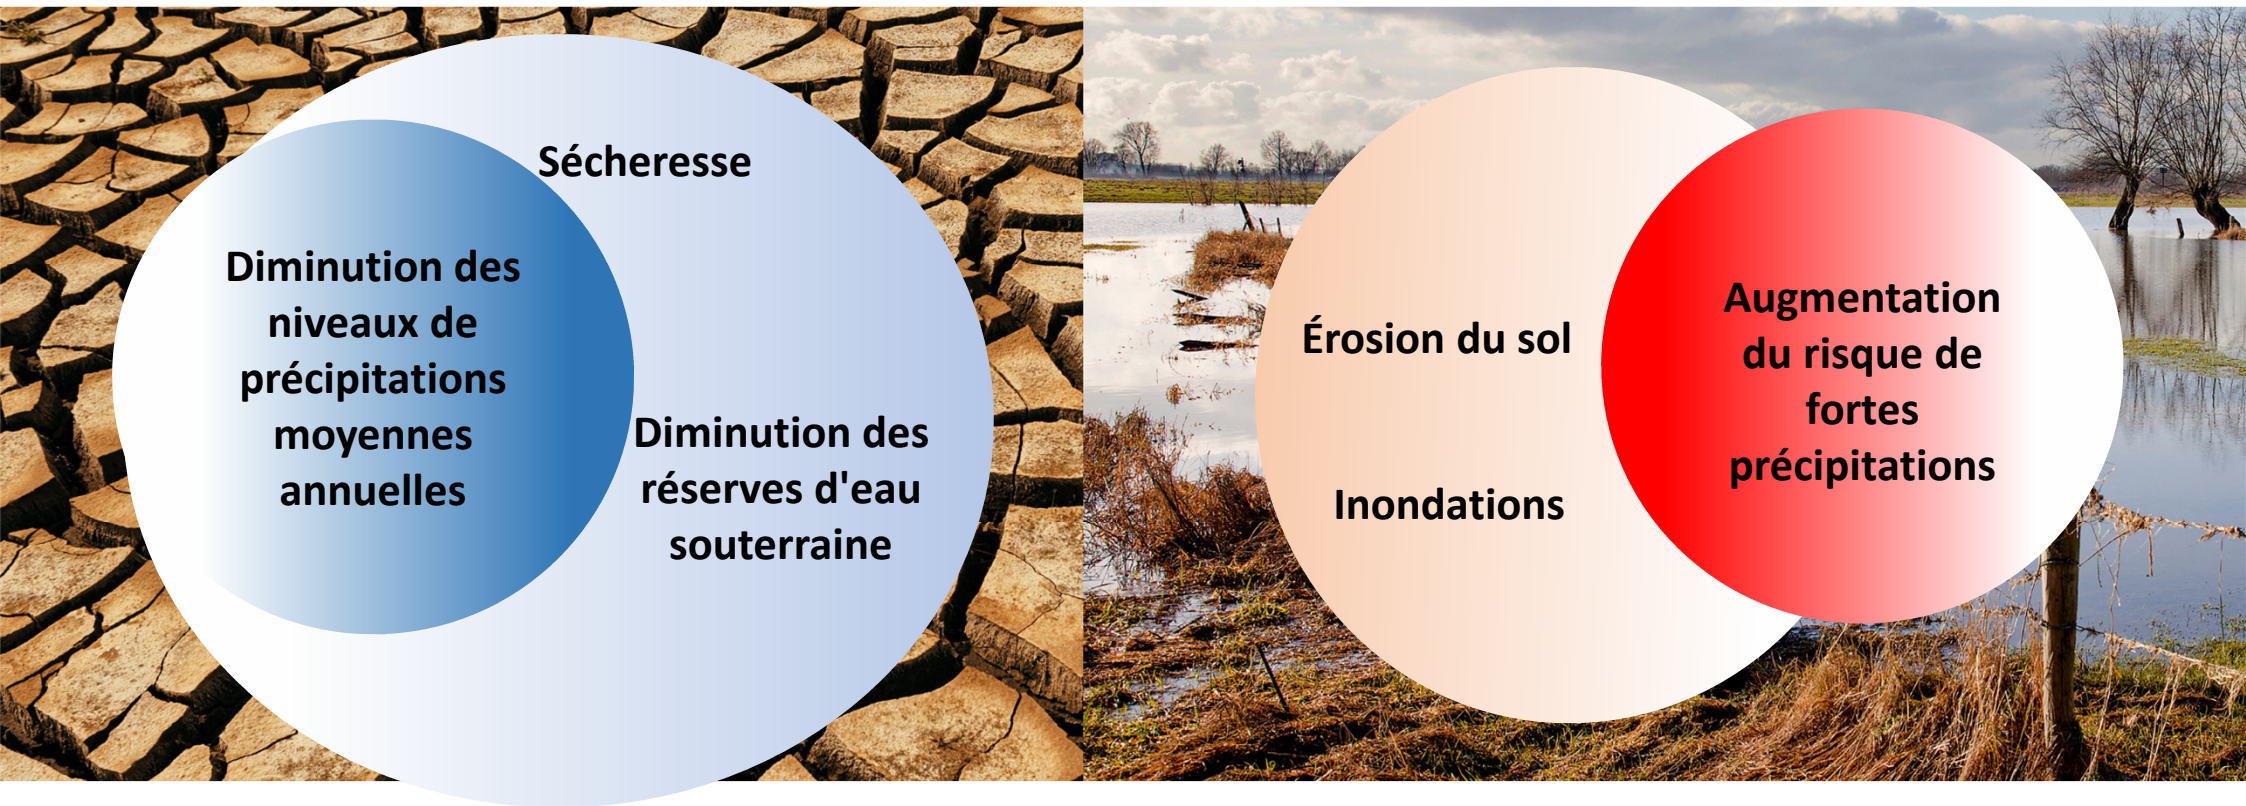 Sécheresse
Diminution des
niveaux de
précipitations
moyennes
annuelles
Diminution des
réserves d'eau
souterraine
Érosion du sol
Inondations
Augmentation
du risque de
fortes
précipitations